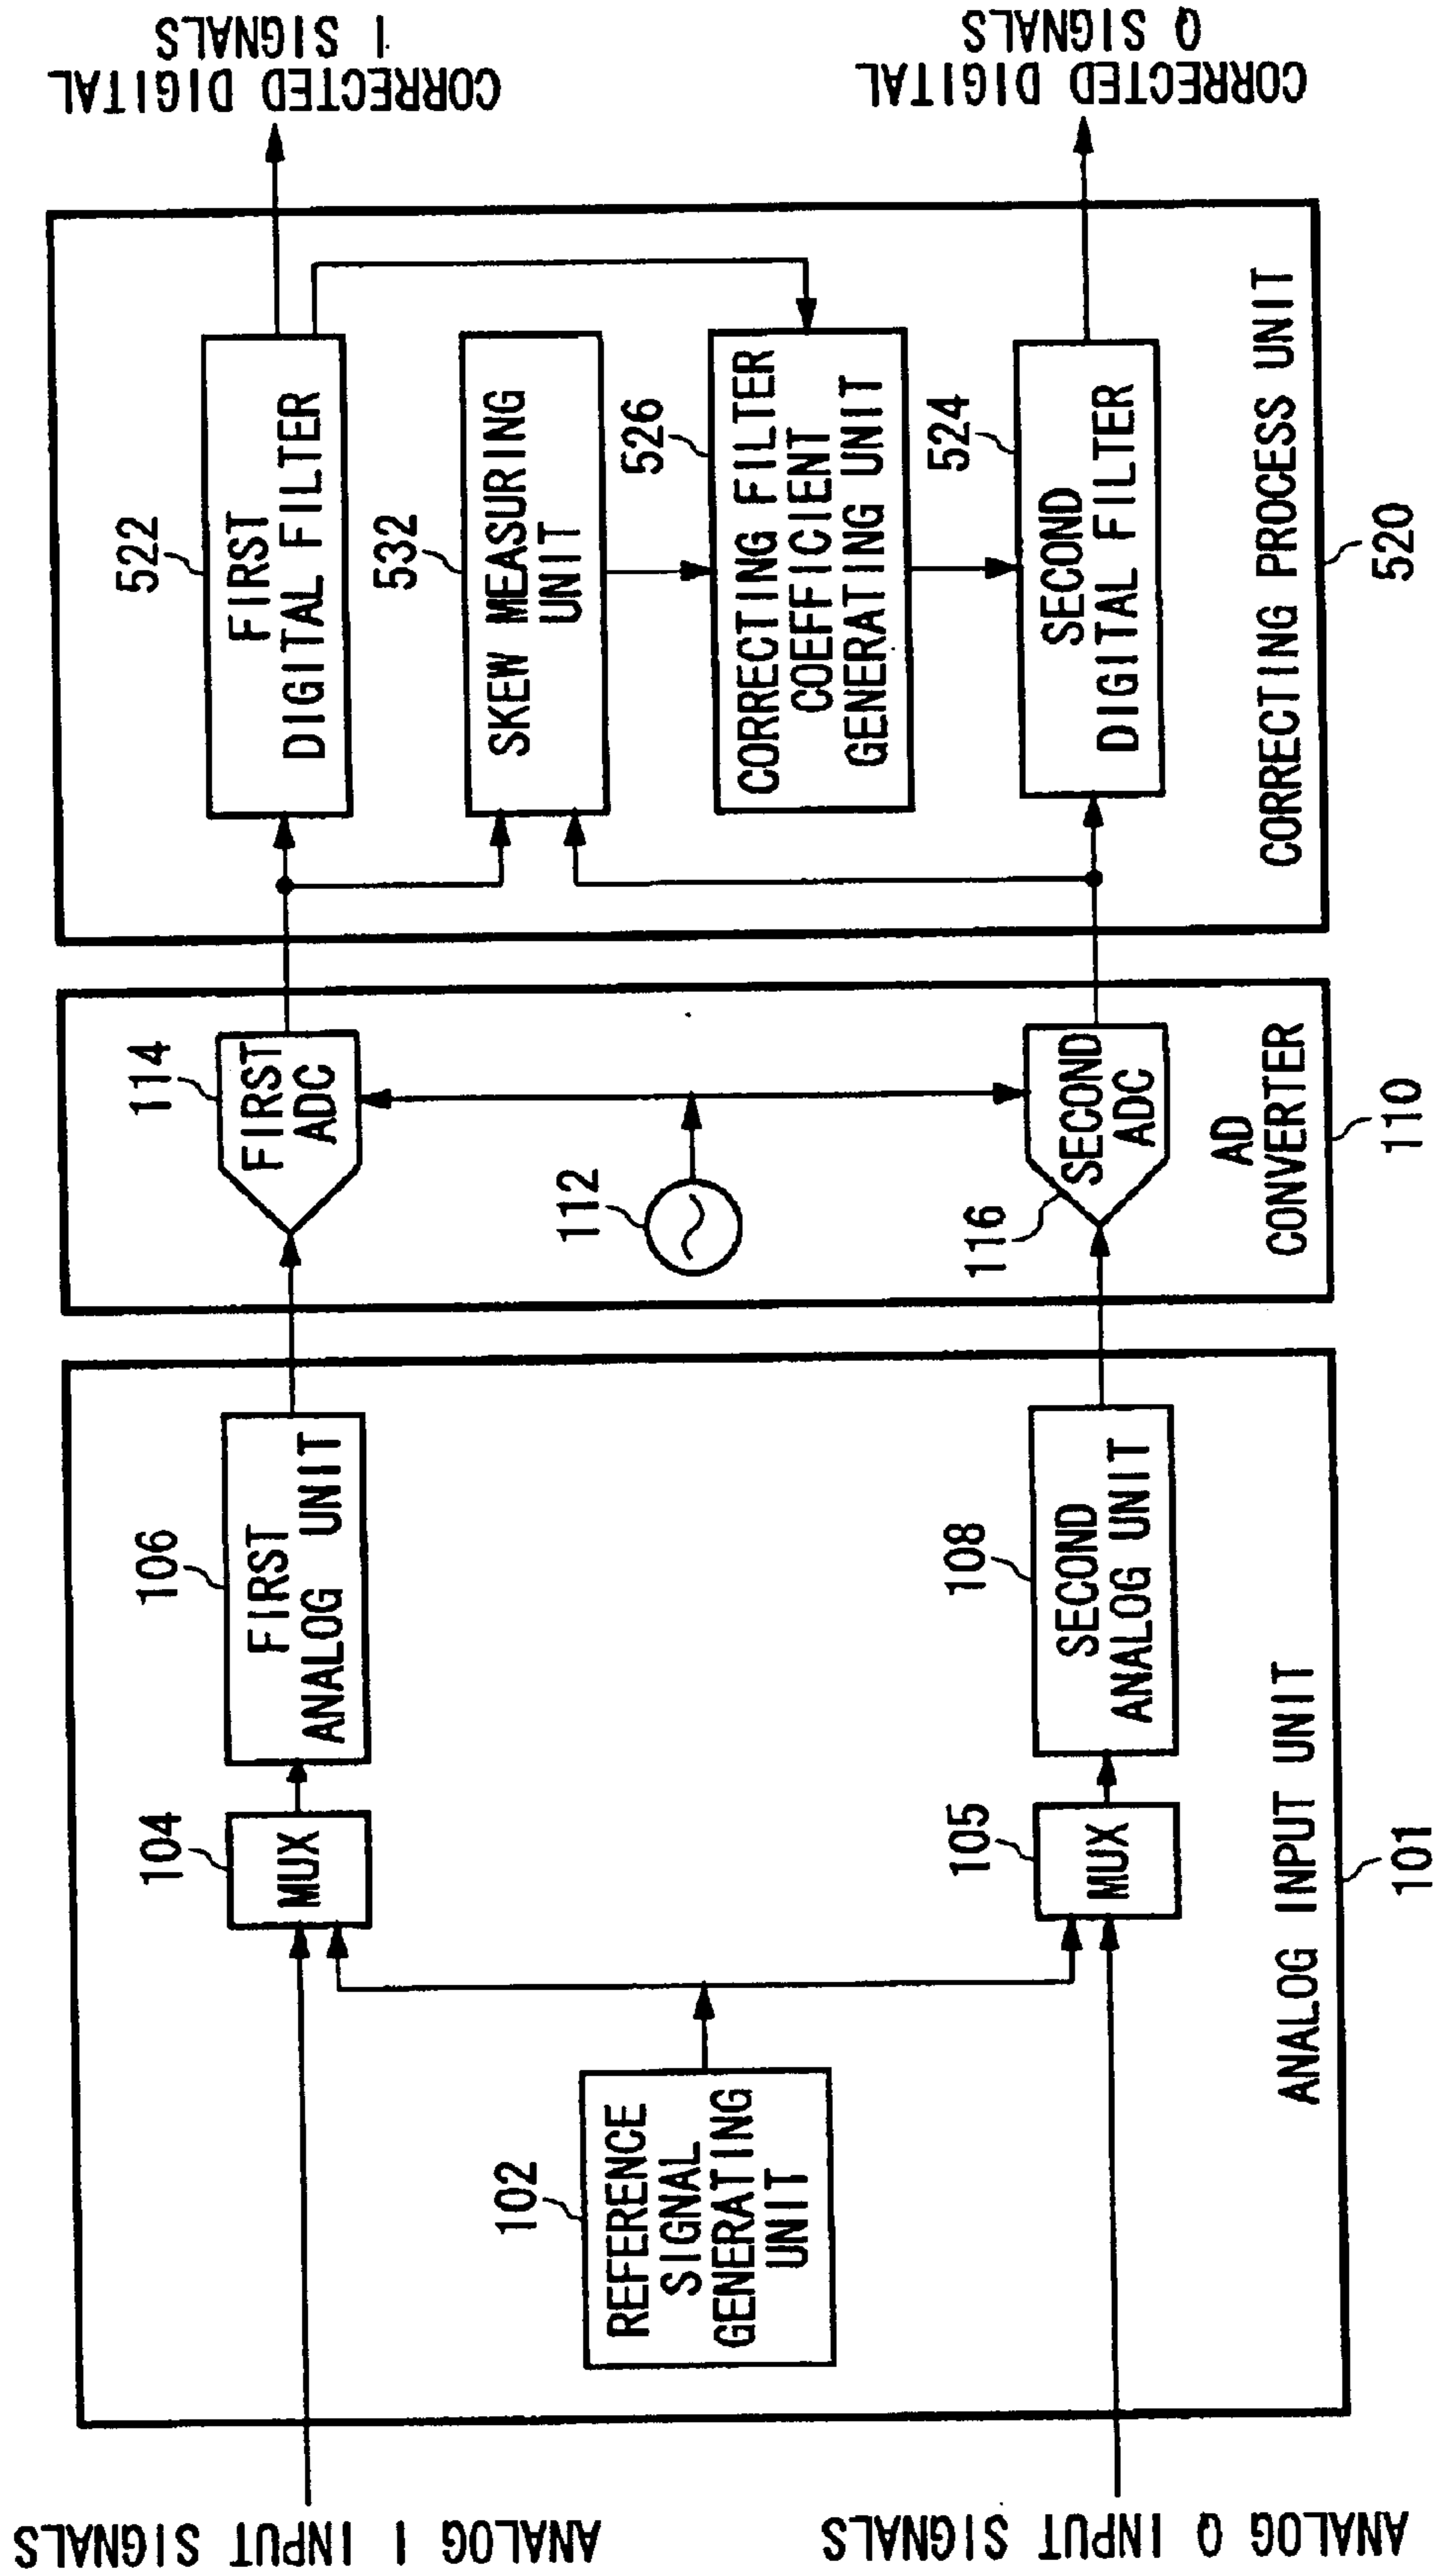 ANALOG I INPUT SIGNALS
ANALOG Q INPUT SIGNALS
102
REFERENCE
SIGNAL
GENERATING
UNIT
104
MUX
105
MUX
106
FIRST
ANALOG UNIT
108
SECOND
ANALOG UNIT
ANALOG INPUT UNIT
101
114
FIRST
ADC
112
116
SECOND
ADC
AD
CONVERTER
110
522
FIRST
DIGITAL FILTER
532
SKEW MEASURING
UNIT
526
CORRECTING FILTER
COEFFICIENT
GENERATING UNIT
524
SECOND
DIGITAL FILTER
CORRECTING PROCESS UNIT
520
CORRECTED DIGITAL
I SIGNALS
CORRECTED DIGITAL
Q SIGNALS